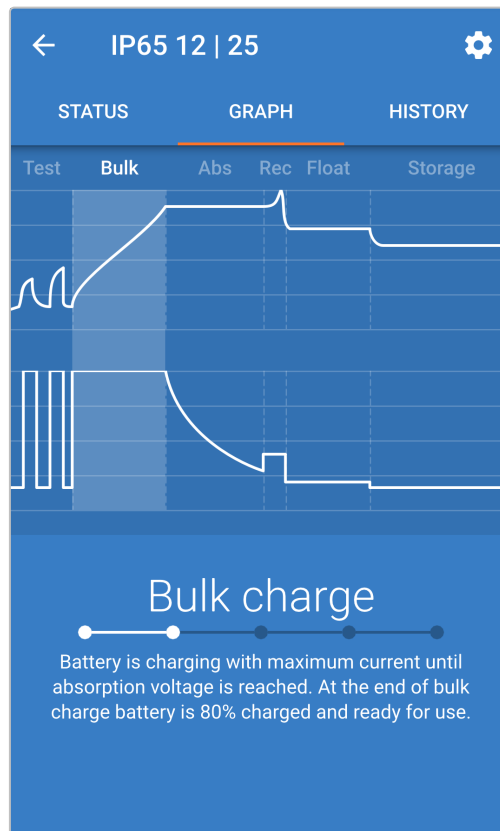 IP65 12 | 25
STATUS GRAPH HISTORY
Test Bulk Abs Rec Float Storage
Bulk charge
Battery is charging with maximum current until
absorption voltage is reached. At the end of bulk
charge battery is 80% charged and ready for use.